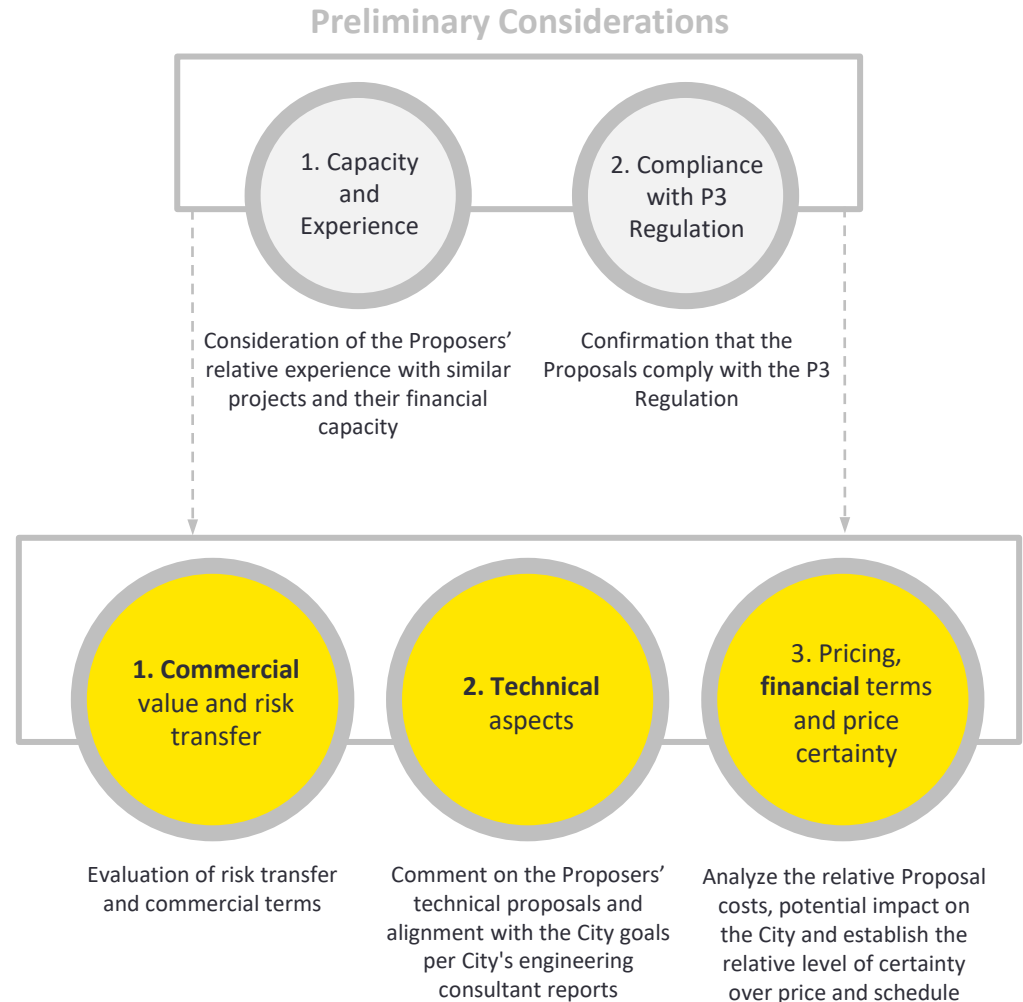 Preliminary Considerations
1. Capacity
and
Experience
2. Compliance
with P3
Regulation
Consideration of the Proposers’
relative experience with similar
projects and their financial
capacity
Confirmation that the
Proposals comply with the P3
Regulation
1. Commercial
value and risk
transfer
2. Technical
aspects
3. Pricing,
financial terms
and price
certainty
Evaluation of risk transfer
and commercial terms
Comment on the Proposers’
technical proposals and
alignment with the City goals
per City's engineering
consultant reports
Analyze the relative Proposal
costs, potential impact on
the City and establish the
relative level of certainty
over price and schedule